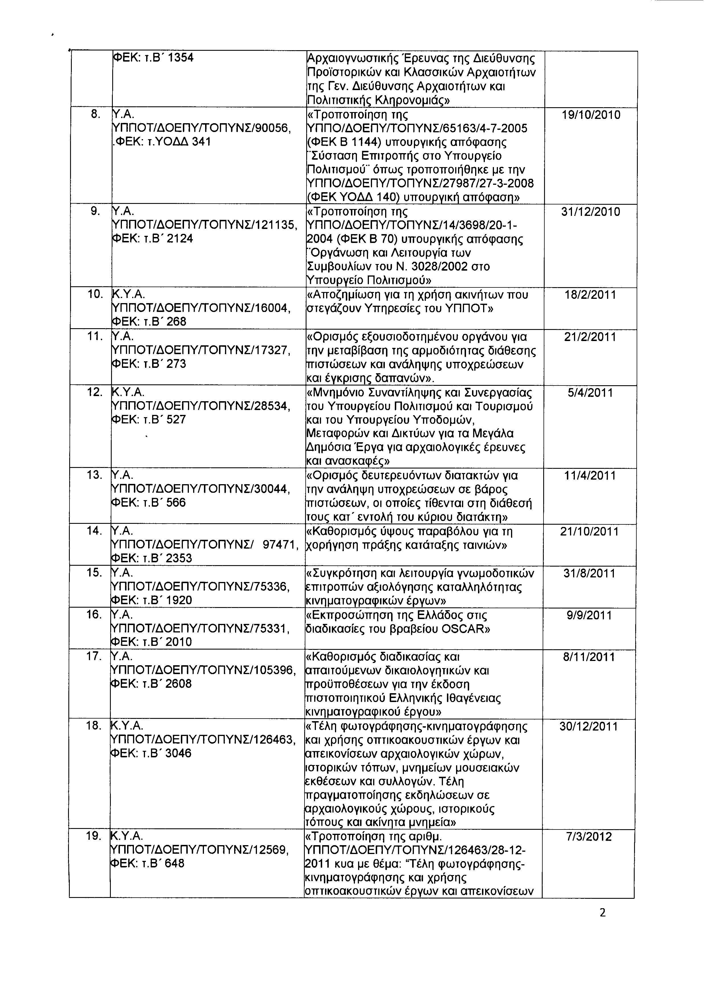 ΦΕΚ: τ.Β΄ 1354
Αρχαιογνωστικής Έρευνας της Διεύθυνσης
Προϊστορικών και Κλασσικών Αρχαιοτήτων
της Γεν. Διεύθυνσης Αρχαιοτήτων και
Πολιτιστικής Κληρονομιάς»
8.
Υ.Α.
ΥΠΠΟΤ/ΔΟΕΠΥ/ΤΟΠΥΝΣ/90056,
.ΦΕΚ: τ.ΥΟΔΔ 341
«Τροποποίηση της
ΥΠΠΟ/ΔΟΕΠΥ/ΤΟΠΥΝΣ/65163/4-7-2005
(ΦΕΚ Β 1144) υπουργικής απόφασης
¨Σύσταση Επιτροπής στο Υπουργείο
Πολιτισμού¨ όπως τροποποιήθηκε με την
ΥΠΠΟ/ΔΟΕΠΥ/ΤΟΠΥΝΣ/27987/27-3-2008
(ΦΕΚ ΥΟΔΔ 140) υπουργική απόφαση»
19/10/2010
9.
Υ.Α.
ΥΠΠΟΤ/ΔΟΕΠΥ/ΤΟΠΥΝΣ/121135,
ΦΕΚ: τ.Β΄ 2124
«Τροποποίηση της
ΥΠΠΟ/ΔΟΕΠΥ/ΤΟΠΥΝΣ/14/3698/20-1-
2004 (ΦΕΚ Β 70) υπουργικής απόφασης
¨Οργάνωση και Λειτουργία των
Συμβουλίων του Ν. 3028/2002 στο
Υπουργείο Πολιτισμού»
31/12/2010
10.
Κ.Υ.Α.
ΥΠΠΟΤ/ΔΟΕΠΥ/ΤΟΠΥΝΣ/16004,
ΦΕΚ: τ.Β΄ 268
«Αποζημίωση για τη χρήση ακινήτων που
στεγάζουν Υπηρεσίες του ΥΠΠΟΤ»
18/2/2011
11.
Υ.Α.
ΥΠΠΟΤ/ΔΟΕΠΥ/ΤΟΠΥΝΣ/17327,
ΦΕΚ: τ.Β΄ 273
«Ορισμός εξουσιοδοτημένου οργάνου για
την μεταβίβαση της αρμοδιότητας διάθεσης
πιστώσεων και ανάληψης υποχρεώσεων
και έγκρισης δαπανών».
21/2/2011
12.
Κ.Υ.Α.
ΥΠΠΟΤ/ΔΟΕΠΥ/ΤΟΠΥΝΣ/28534,
ΦΕΚ: τ.Β΄ 527
«Μνημόνιο Συναντίληψης και Συνεργασίας
του Υπουργείου Πολιτισμού και Τουρισμού
και του Υπουργείου Υποδομών,
Μεταφορών και Δικτύων για τα Μεγάλα
Δημόσια Έργα για αρχαιολογικές έρευνες
και ανασκαφές»
5/4/2011
13.
Υ.Α.
ΥΠΠΟΤ/ΔΟΕΠΥ/ΤΟΠΥΝΣ/30044,
ΦΕΚ: τ.Β΄ 566
«Ορισμός δευτερευόντων διατακτών για
την ανάληψη υποχρεώσεων σε βάρος
πιστώσεων, οι οποίες τίθενται στη διάθεσή
τους κατ΄ εντολή του κύριου διατάκτη»
11/4/2011
14.
Υ.Α.
ΥΠΠΟΤ/ΔΟΕΠΥ/ΤΟΠΥΝΣ/ 97471,
ΦΕΚ: τ.Β΄ 2353
«Καθορισμός ύψους παραβόλου για τη
χορήγηση πράξης κατάταξης ταινιών»
21/10/2011
15.
Υ.Α.
ΥΠΠΟΤ/ΔΟΕΠΥ/ΤΟΠΥΝΣ/75336,
ΦΕΚ: τ.Β΄ 1920
«Συγκρότηση και λειτουργία γνωμοδοτικών
επιτροπών αξιολόγησης καταλληλότητας
κινηματογραφικών έργων»
31/8/2011
16.
Υ.Α.
ΥΠΠΟΤ/ΔΟΕΠΥ/ΤΟΠΥΝΣ/75331,
ΦΕΚ: τ.Β΄ 2010
«Εκπροσώπηση της Ελλάδος στις
διαδικασίες του βραβείου OSCAR»
9/9/2011
17.
Υ.Α.
ΥΠΠΟΤ/ΔΟΕΠΥ/ΤΟΠΥΝΣ/105396,
ΦΕΚ: τ.Β΄ 2608
«Καθορισμός διαδικασίας και
απαιτούμενων δικαιολογητικών και
προϋποθέσεων για την έκδοση
πιστοποιητικού Ελληνικής Ιθαγένειας
κινηματογραφικού έργου»
8/11/2011
18.
Κ.Υ.Α.
ΥΠΠΟΤ/ΔΟΕΠΥ/ΤΟΠΥΝΣ/126463,
ΦΕΚ: τ.Β΄ 3046
«Τέλη φωτογράφησης-κινηματογράφησης
και χρήσης οπτικοακουστικών έργων και
απεικονίσεων αρχαιολογικών χώρων,
ιστορικών τόπων, μνημείων μουσειακών
εκθέσεων και συλλογών. Τέλη
πραγματοποίησης εκδηλώσεων σε
αρχαιολογικούς χώρους, ιστορικούς
τόπους και ακίνητα μνημεία»
30/12/2011
19.
Κ.Υ.Α.
ΥΠΠΟΤ/ΔΟΕΠΥ/ΤΟΠΥΝΣ/12569,
ΦΕΚ: τ.Β΄ 648
«Τροποποίηση της αριθμ.
ΥΠΠΟΤ/ΔΟΕΠΥ/ΤΟΠΥΝΣ/126463/28-12-
2011 κυα με θέμα: “Τέλη φωτογράφησης-
κινηματογράφησης και χρήσης
οπτικοακουστικών έργων και απεικονίσεων
7/3/2012
2